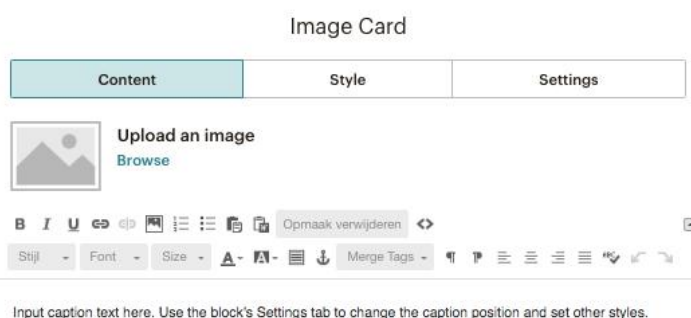 Image Card
Content Style Settings
Upload an image
Browse
B I U Opmaak verwijderen
Stijl Font Size A A Merge Tags
Input caption text here. Use the block's Settings tab to change the caption position and set other styles.